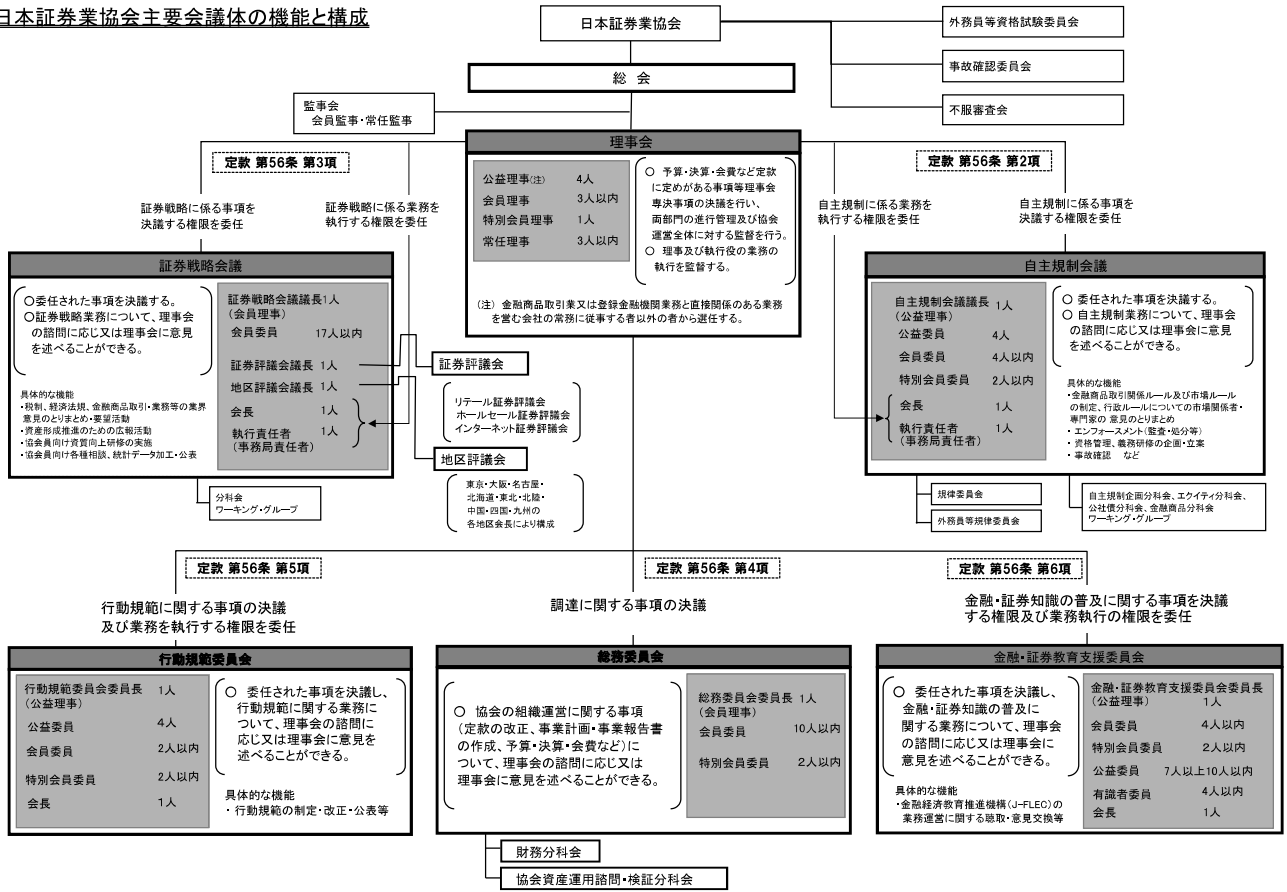 日本証券業協会主要会議体の機能と構成
日本証券業協会
外務員等資格試験委員会
事故確認委員会
不服審査会
総 会
監事会
会員監事・常任監事
理事会
公益理事(注) 4人
会員理事 3人以内
特別会員理事 1人
常任理事 3人以内
○ 予算・決算・会費など定款
に定めがある事項等理事会
専決事項の決議を行い、
両部門の進行管理及び協会
運営全体に対する監督を行う。
○ 理事及び執行役の業務の
執行を監督する。
(注) 金融商品取引業又は登録金融機関業務と直接関係のある業務
を営む会社の常務に従事する者以外の者から選任する。
定款 第56条 第3項
証券戦略に係る事項を
決議する権限を委任
証券戦略に係る業務を
執行する権限を委任
定款 第56条 第2項
自主規制に係る業務を
執行する権限を委任
自主規制に係る事項を
決議する権限を委任
証券戦略会議
○委任された事項を決議する。
○証券戦略業務について、理事会
の諮問に応じ又は理事会に意見
を述べることができる。
具体的な機能
・税制、経済法規、金融商品取引・業務等の業界
意見のとりまとめ・要望活動
・資産形成推進のための広報活動
・協会員向け資質向上研修の実施
・協会員向け各種相談、統計データ加工・公表
証券戦略会議議長1人
(会員理事)
会員委員 17人以内
証券評議会議長 1人
地区評議会議長 1人
会長 1人
執行責任者 1人
(事務局責任者)
分科会
ワーキング・グループ
証券評議会
リテール証券評議会
ホールセール証券評議会
インターネット証券評議会
地区評議会
東京・大阪・名古屋・
北海道・東北・北陸・
中国・四国・九州の
各地区会長により構成
自主規制会議
自主規制会議議長 1人
(公益理事)
公益委員 4人
会員委員 4人以内
特別会員委員 2人以内
会長 1人
執行責任者 1人
(事務局責任者)
○ 委任された事項を決議する。
○ 自主規制業務について、理事会
の諮問に応じ又は理事会に意見
を述べることができる。
具体的な機能
・金融商品取引関係ルール及び市場ルール
の制定、行政ルールについての市場関係者・
専門家の 意見のとりまとめ
・ エンフォースメント(監査・処分等)
・ 資格管理、義務研修の企画・立案
・ 事故確認 など
規律委員会
外務員等規律委員会
自主規制企画分科会、エクイティ分科会、
公社債分科会、金融商品分科会
ワーキング・グループ
定款 第56条 第5項
行動規範に関する事項の決議
及び業務を執行する権限を委任
定款 第56条 第4項
調達に関する事項の決議
定款 第56条 第6項
金融・証券知識の普及に関する事項を決議
する権限及び業務執行の権限を委任
行動規範委員会
行動規範委員会委員長 1人
(公益理事)
公益委員 4人
会員委員 2人以内
特別会員委員 2人以内
会長 1人
○ 委任された事項を決議し、
行動規範に関する業務に
ついて、理事会の諮問に
応じ又は理事会に意見を
述べることができる。
具体的な機能
・ 行動規範の制定・改正・公表等
総務委員会
○ 協会の組織運営に関する事項
(定款の改正、事業計画・事業報告書
の作成、予算・決算・会費など)に
ついて、理事会の諮問に応じ又は
理事会に意見を述べることができる。
総務委員会委員長 1人
(会員理事)
会員委員 10人以内
特別会員委員 2人以内
財務分科会
協会資産運用諮問・検証分科会
金融・証券教育支援委員会
○ 委任された事項を決議し、
金融・証券知識の普及に
関する業務について、理事会
の諮問に応じ又は理事会に
意見を述べることができる。
具体的な機能
・金融経済教育推進機構(J-FLEC)の
業務運営に関する聴取・意見交換等
金融・証券教育支援委員会委員長
(公益理事) 1人
会員委員 4人以内
特別会員委員 2人以内
公益委員 7人以上10人以内
有識者委員 4人以内
会長 1人